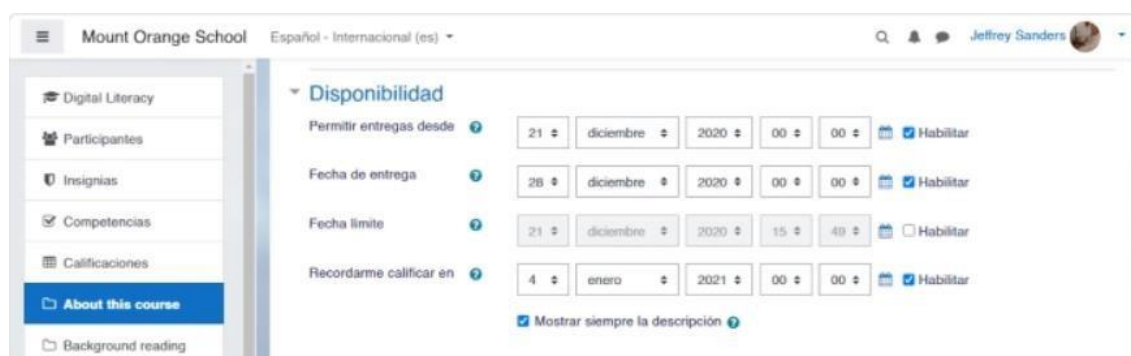 Mount Orange School Español - Internacional (es) Jeffrey Sanders
Digital Literacy
Participantes
Insignias
Competencias
Calificaciones
About this course
Background reading
Disponibilidad
Permitir entregas desde 21 diciembre 2020 00 00 Habilitar
Fecha de entrega 28 diciembre 2020 00 00 Habilitar
Fecha límite 21 diciembre 2020 15 49 Habilitar
Recordarme calificar en 4 enero 2021 00 00 Habilitar
Mostrar siempre la descripción